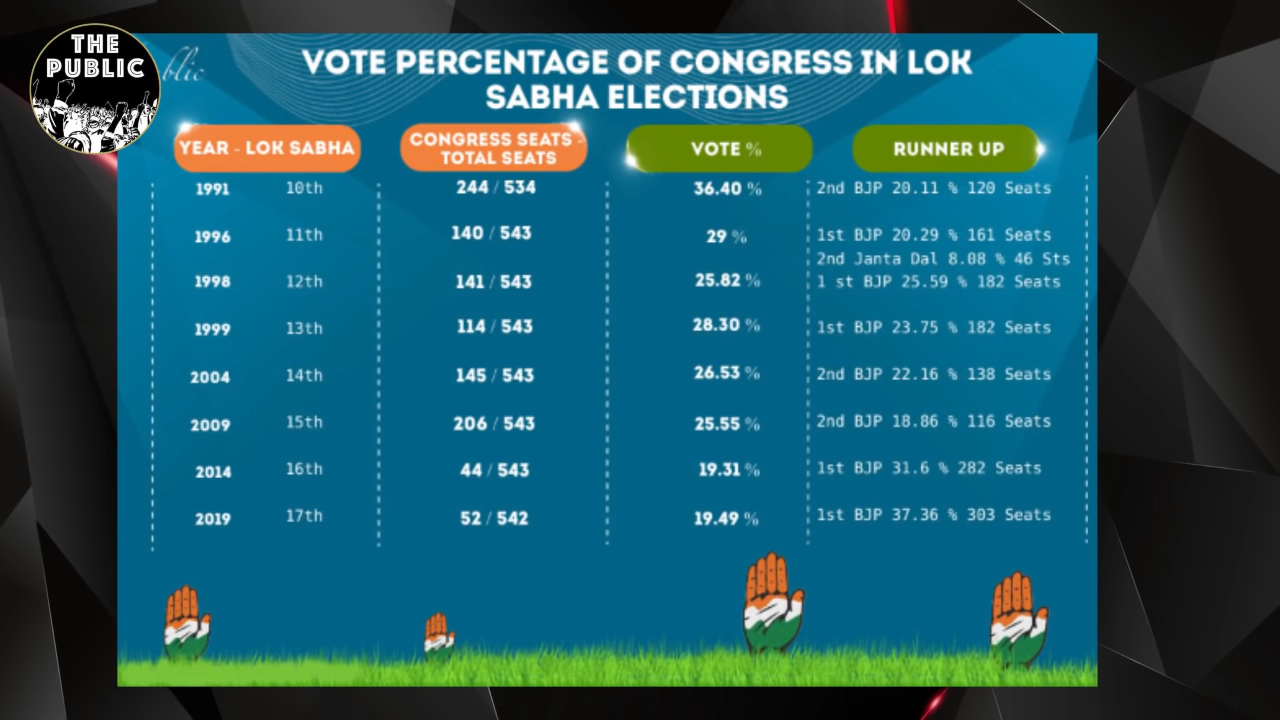 THE
PUBLIC
blic
VOTE PERCENTAGE OF CONGRESS IN LOK
SABHA ELECTIONS
YEAR - LOK SABHA
CONGRESS SEATS -
TOTAL SEATS
VOTE %
RUNNER UP
1991 10th 244 / 534 36.40 % 2nd BJP 20.11 % 120 Seats
1996 11th 140 / 543 29 % 1st BJP 20.29 % 161 Seats
2nd Janta Dal 8.08 % 46 Sts
1998 12th 141 / 543 25.82 % 1 st BJP 25.59 % 182 Seats
1999 13th 114 / 543 28.30 % 1st BJP 23.75 % 182 Seats
2004 14th 145 / 543 26.53 % 2nd BJP 22.16 % 138 Seats
2009 15th 206 / 543 25.55 % 2nd BJP 18.86 % 116 Seats
2014 16th 44 / 543 19.31 % 1st BJP 31.6 % 282 Seats
2019 17th 52 / 542 19.49 % 1st BJP 37.36 % 303 Seats